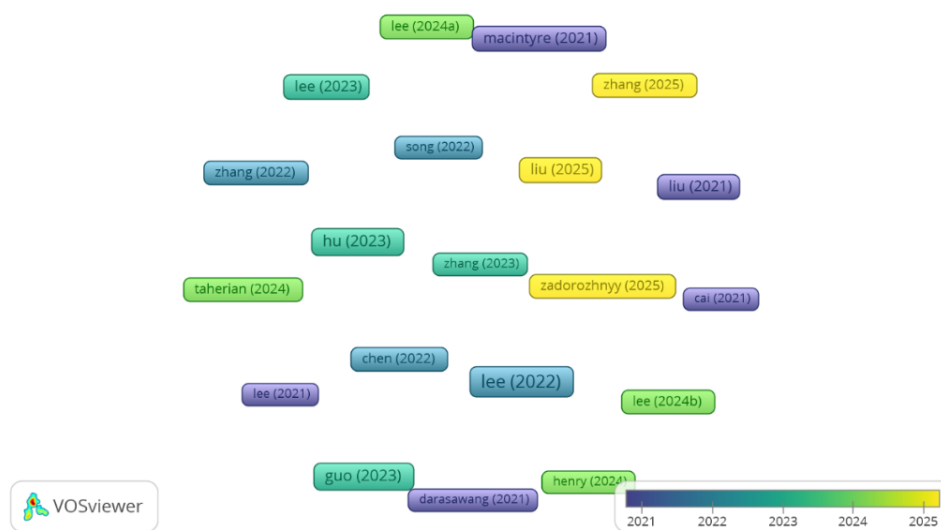 lee (2024a)
macintyre (2021)
lee (2023)
zhang (2025)
song (2022)
zhang (2022)
liu (2025)
liu (2021)
hu (2023)
zhang (2023)
taherian (2024)
zadorozhnyy (2025)
cai (2021)
chen (2022)
lee (2022)
lee (2021)
lee (2024b)
guo (2023)
henry (2024)
darasawang (2021)
VOSviewer
2021 2022 2023 2024 2025